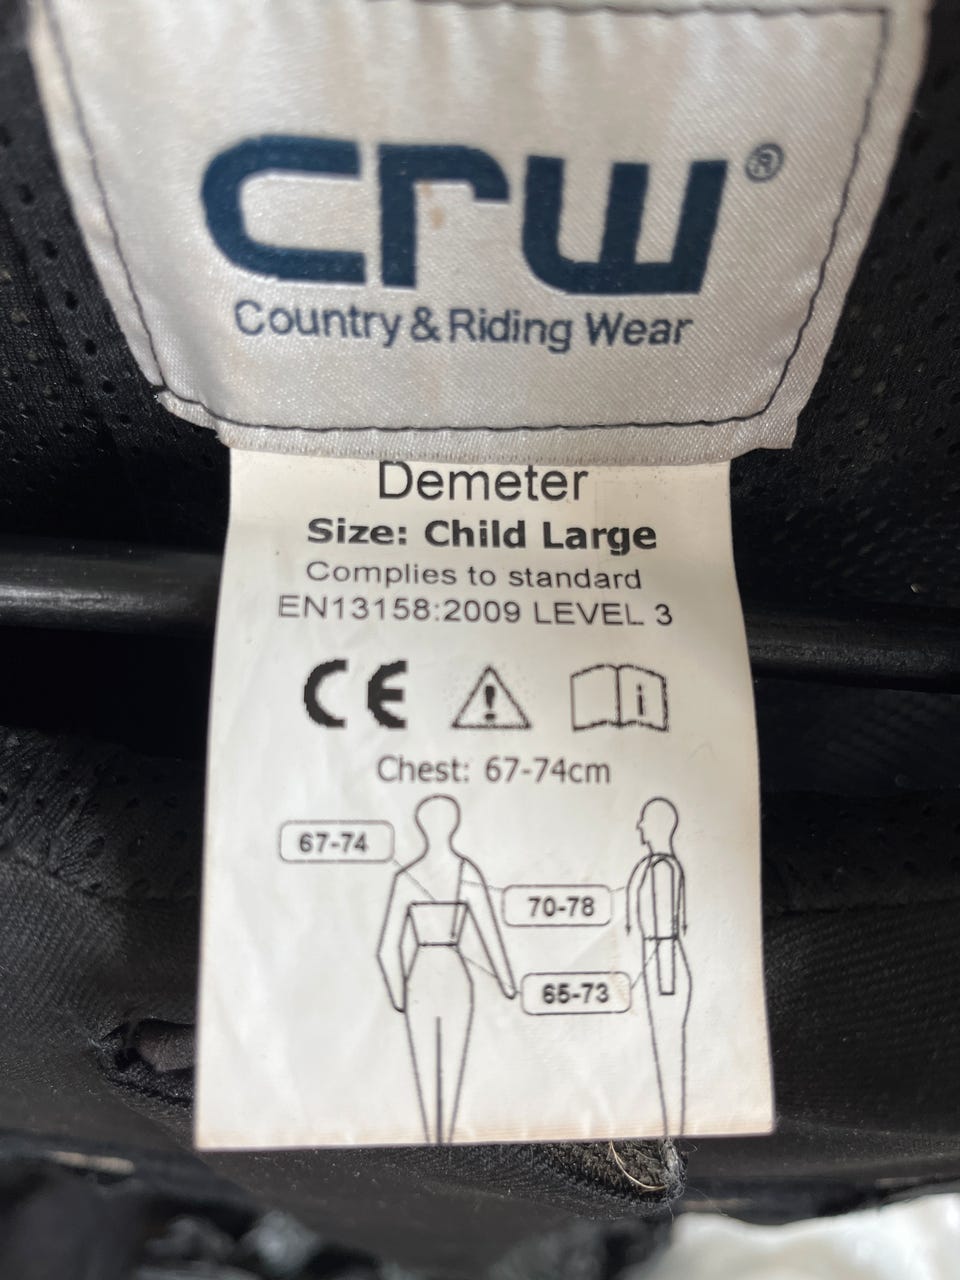 crw®
Country & Riding Wear
Demeter
Size: Child Large
Complies to standard
EN13158:2009 LEVEL 3
CE
Chest: 67-74cm
67-74
70-78
65-73